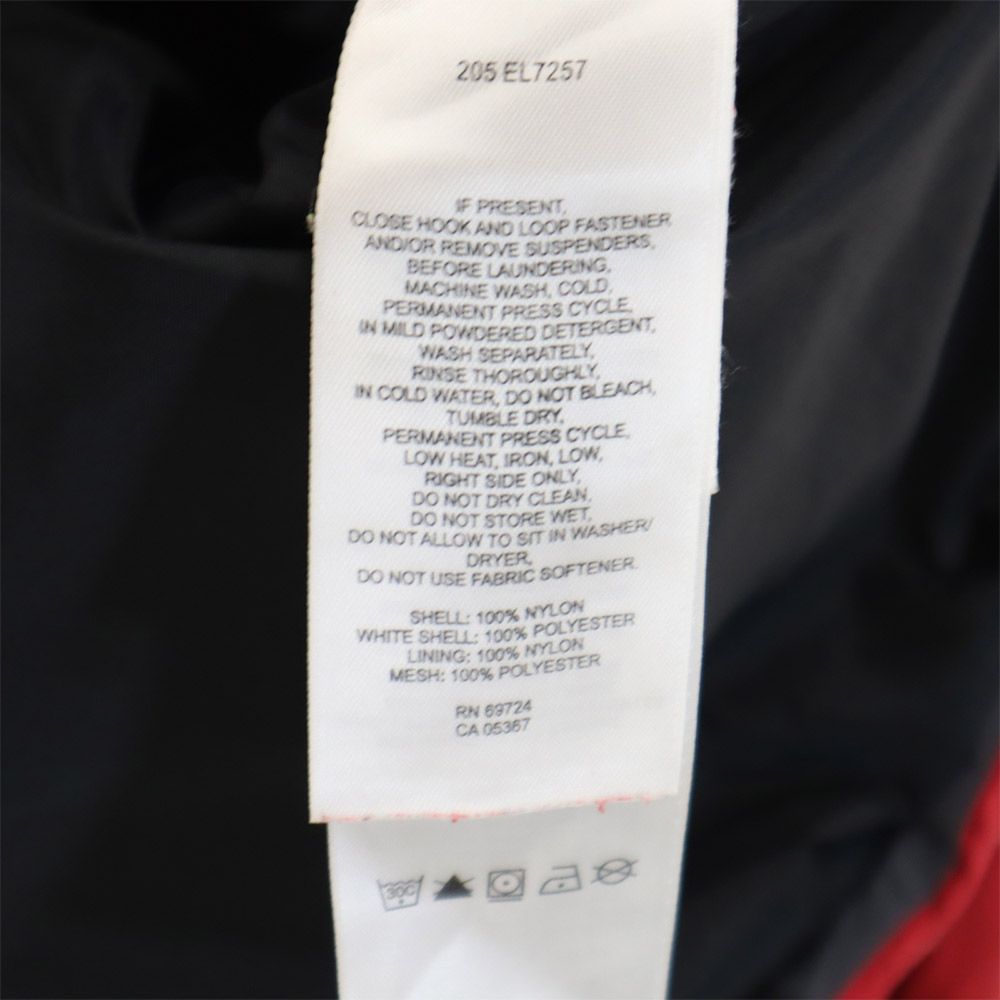 205 EL7257
IF PRESENT,
CLOSE HOOK AND LOOP FASTENER
AND/OR REMOVE SUSPENDERS,
BEFORE LAUNDERING,
MACHINE WASH, COLD,
PERMANENT PRESS CYCLE,
IN MILD POWDERED DETERGENT,
WASH SEPARATELY,
RINSE THOROUGHLY,
IN COLD WATER, DO NOT BLEACH,
TUMBLE DRY,
PERMANENT PRESS CYCLE,
LOW HEAT, IRON, LOW,
RIGHT SIDE ONLY,
DO NOT DRY CLEAN,
DO NOT STORE WET,
DO NOT ALLOW TO SIT IN WASHER/
DRYER,
DO NOT USE FABRIC SOFTENER.
SHELL: 100% NYLON
WHITE SHELL: 100% POLYESTER
LINING: 100% NYLON
MESH: 100% POLYESTER
RN 69724
CA 05367
30C